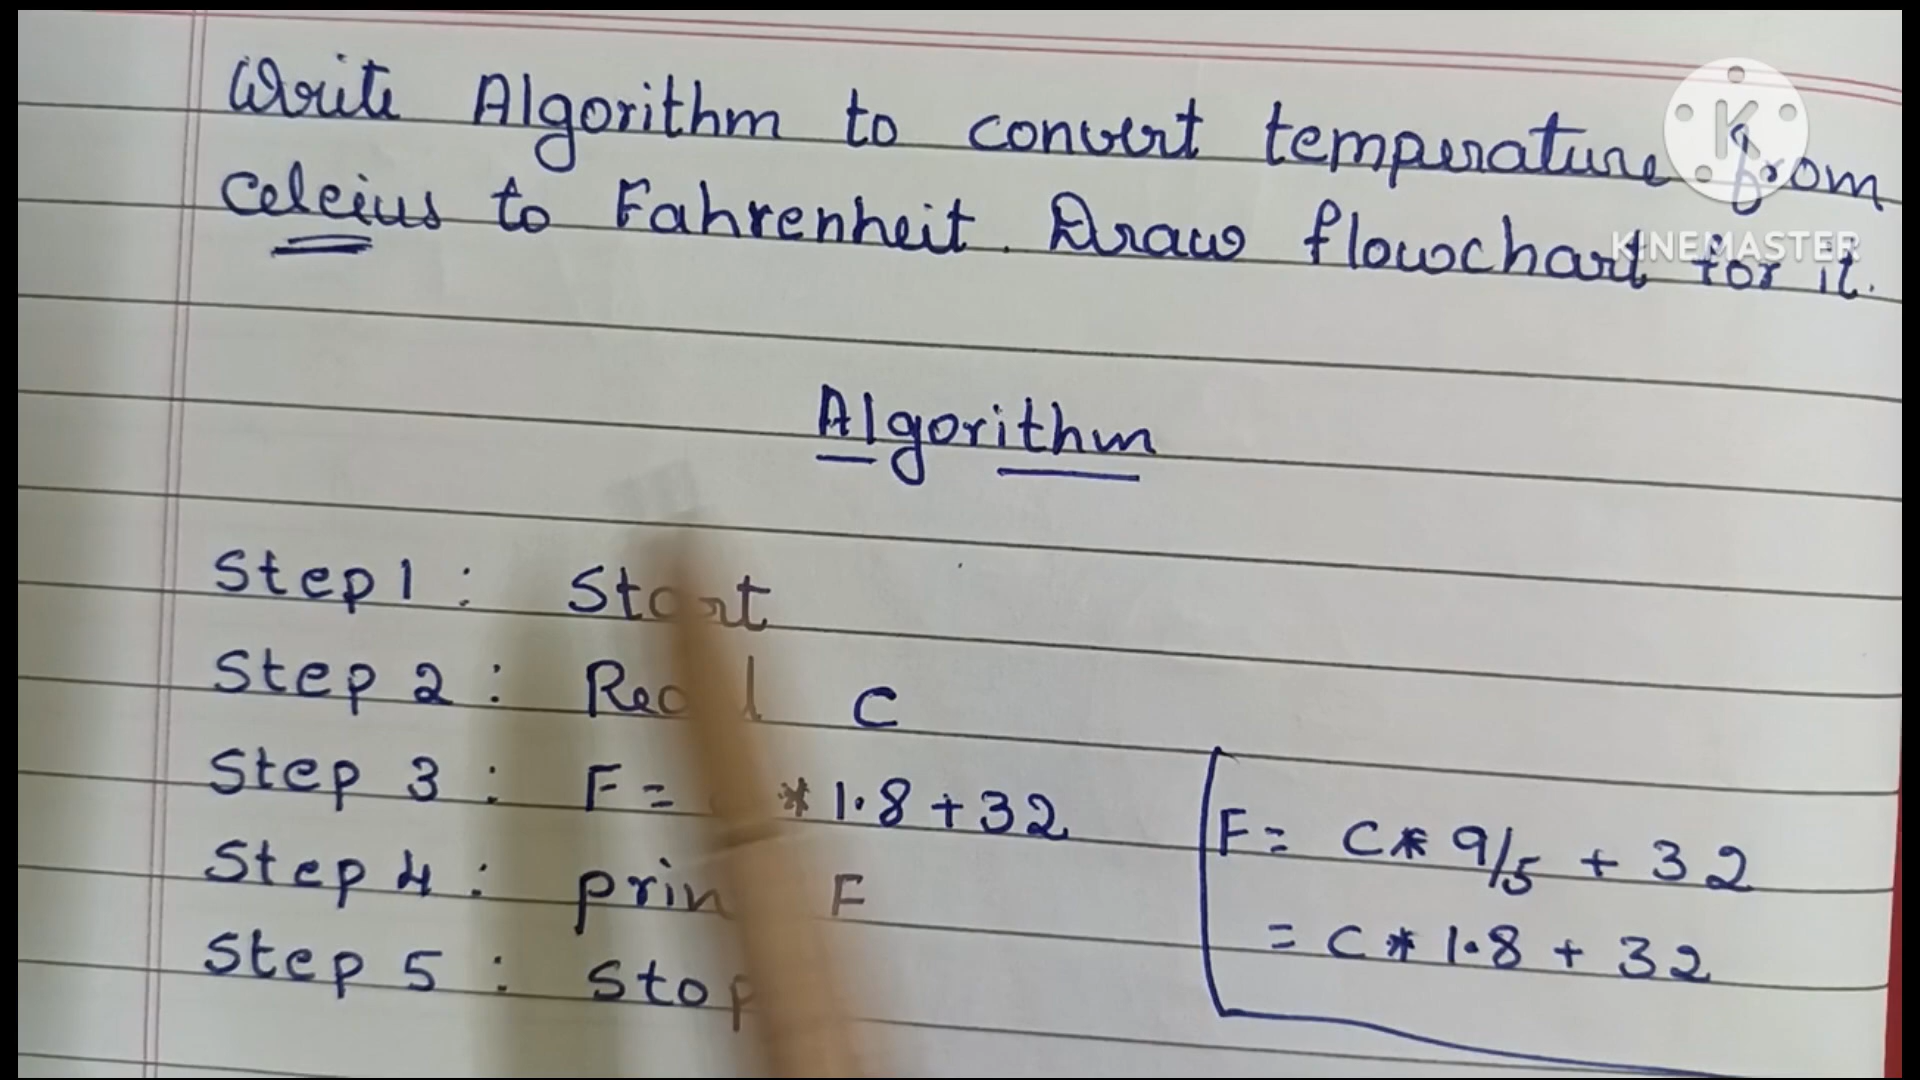 Write Algorithm to convert temperature from
Celcius to Fahrenheit. Draw flowchart for it.
KINEMASTER
Algorithm
Step 1 : Start
Step 2 : Read C
Step 3 : F = * 1.8 + 32
Step 4 : print F
Step 5 : Stop
F = C * 9/5 + 32
= C * 1.8 + 32